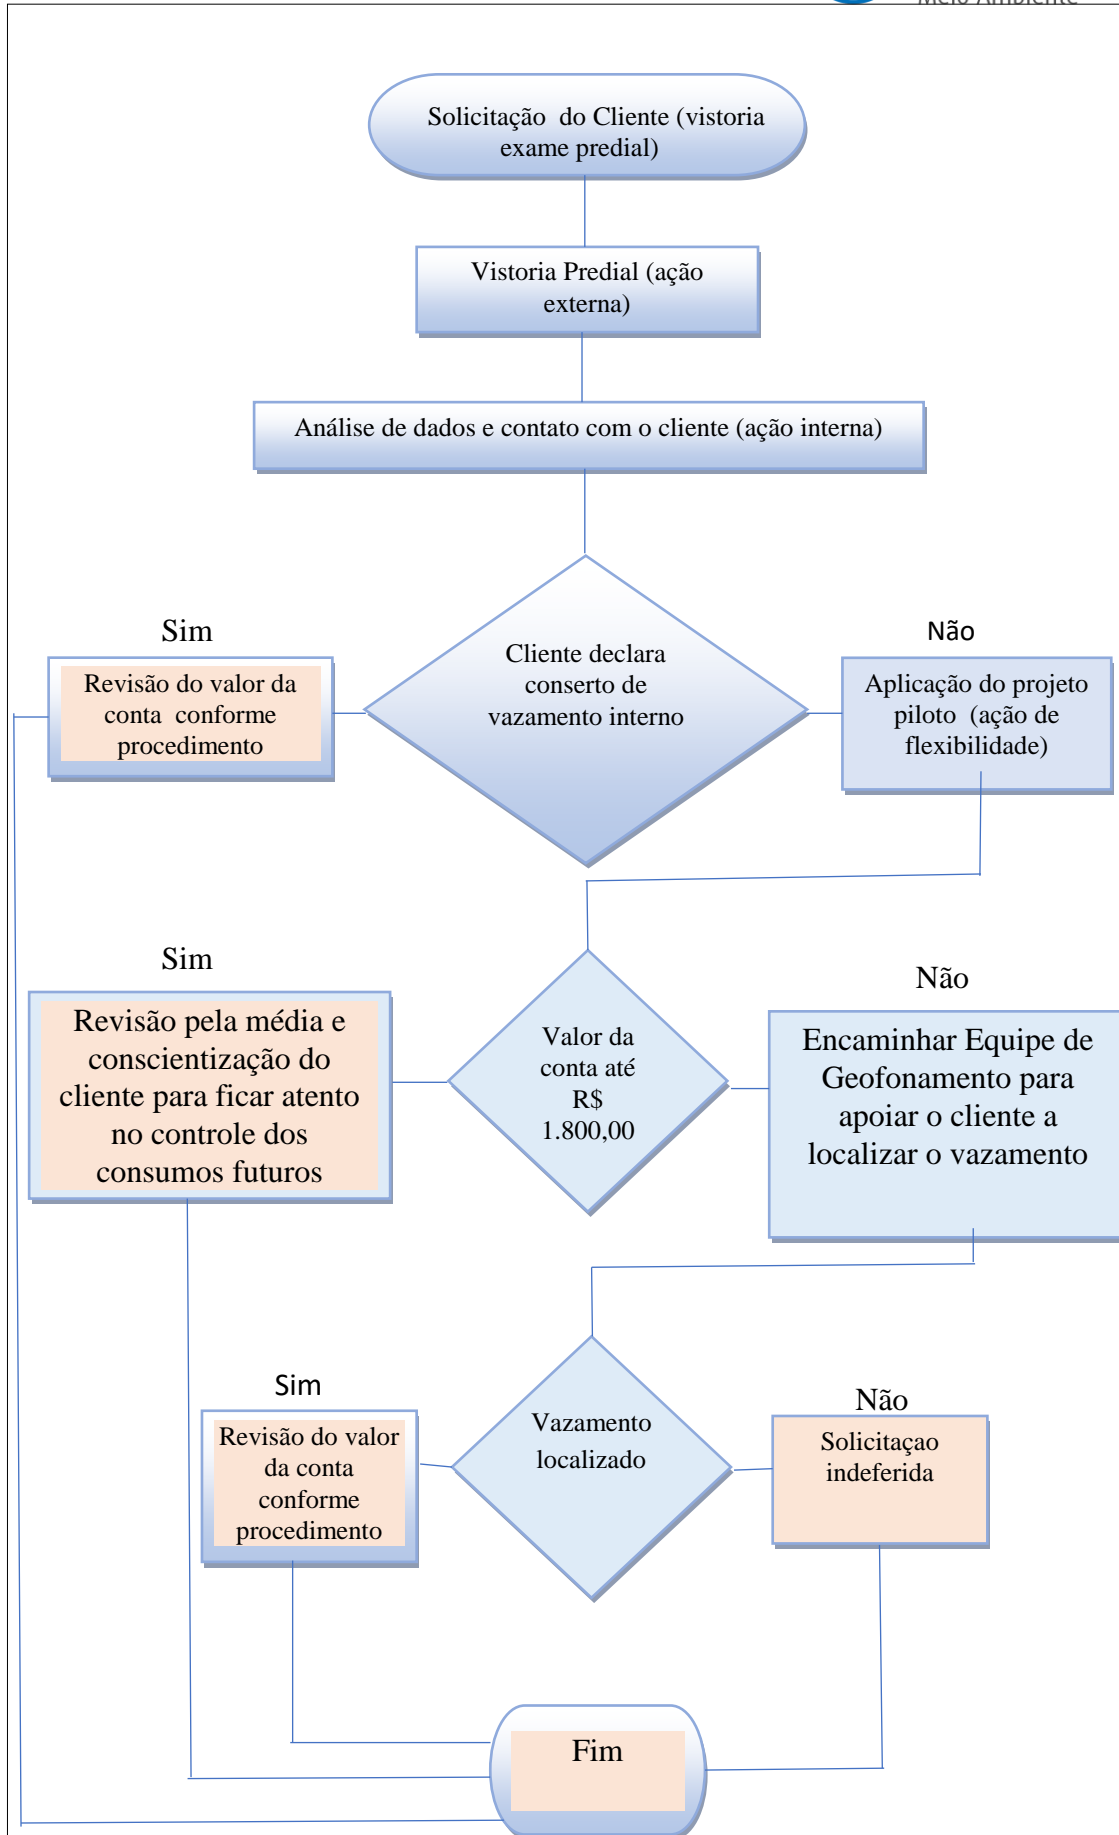 Meio Ambiente
Solicitação do Cliente (vistoria
exame predial)
Vistoria Predial (ação
externa)
Análise de dados e contato com o cliente (ação interna)
Sim
Não
Revisão do valor da
conta conforme
procedimento
Cliente declara
conserto de
vazamento interno
Aplicação do projeto
piloto (ação de
flexibilidade)
Sim
Não
Revisão pela média e
conscientização do
cliente para ficar atento
no controle dos
consumos futuros
Valor da
conta até
R$
1.800,00
Encaminhar Equipe de
Geofonamento para
apoiar o cliente a
localizar o vazamento
Sim
Não
Revisão do valor
da conta
conforme
procedimento
Vazamento
localizado
Solicitaçao
indeferida
Fim